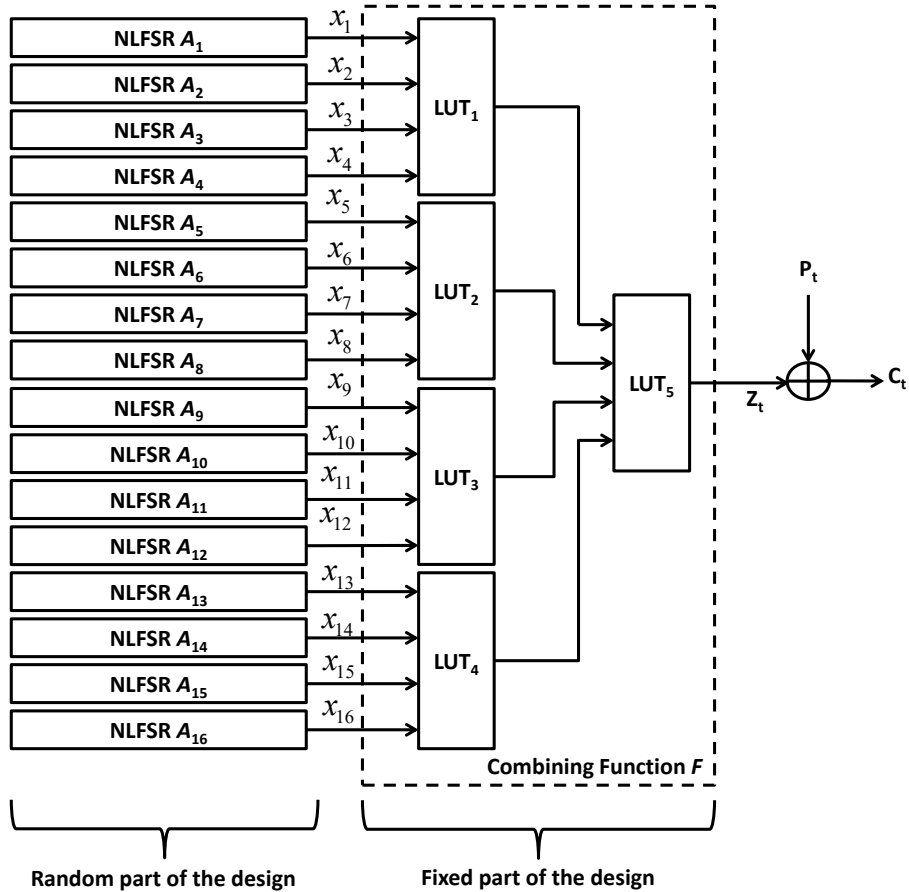 NLFSR A₁
NLFSR A₂
NLFSR A₃
NLFSR A₄
NLFSR A₅
NLFSR A₆
NLFSR A₇
NLFSR A₈
NLFSR A₉
NLFSR A₁₀
NLFSR A₁₁
NLFSR A₁₂
NLFSR A₁₃
NLFSR A₁₄
NLFSR A₁₅
NLFSR A₁₆
x₁
x₂
x₃
x₄
x₅
x₆
x₇
x₈
x₉
x₁₀
x₁₁
x₁₂
x₁₃
x₁₄
x₁₅
x₁₆
LUT₁
LUT₂
LUT₃
LUT₄
LUT₅
Pₜ
Zₜ
Cₜ
Combining Function F
Random part of the design
Fixed part of the design